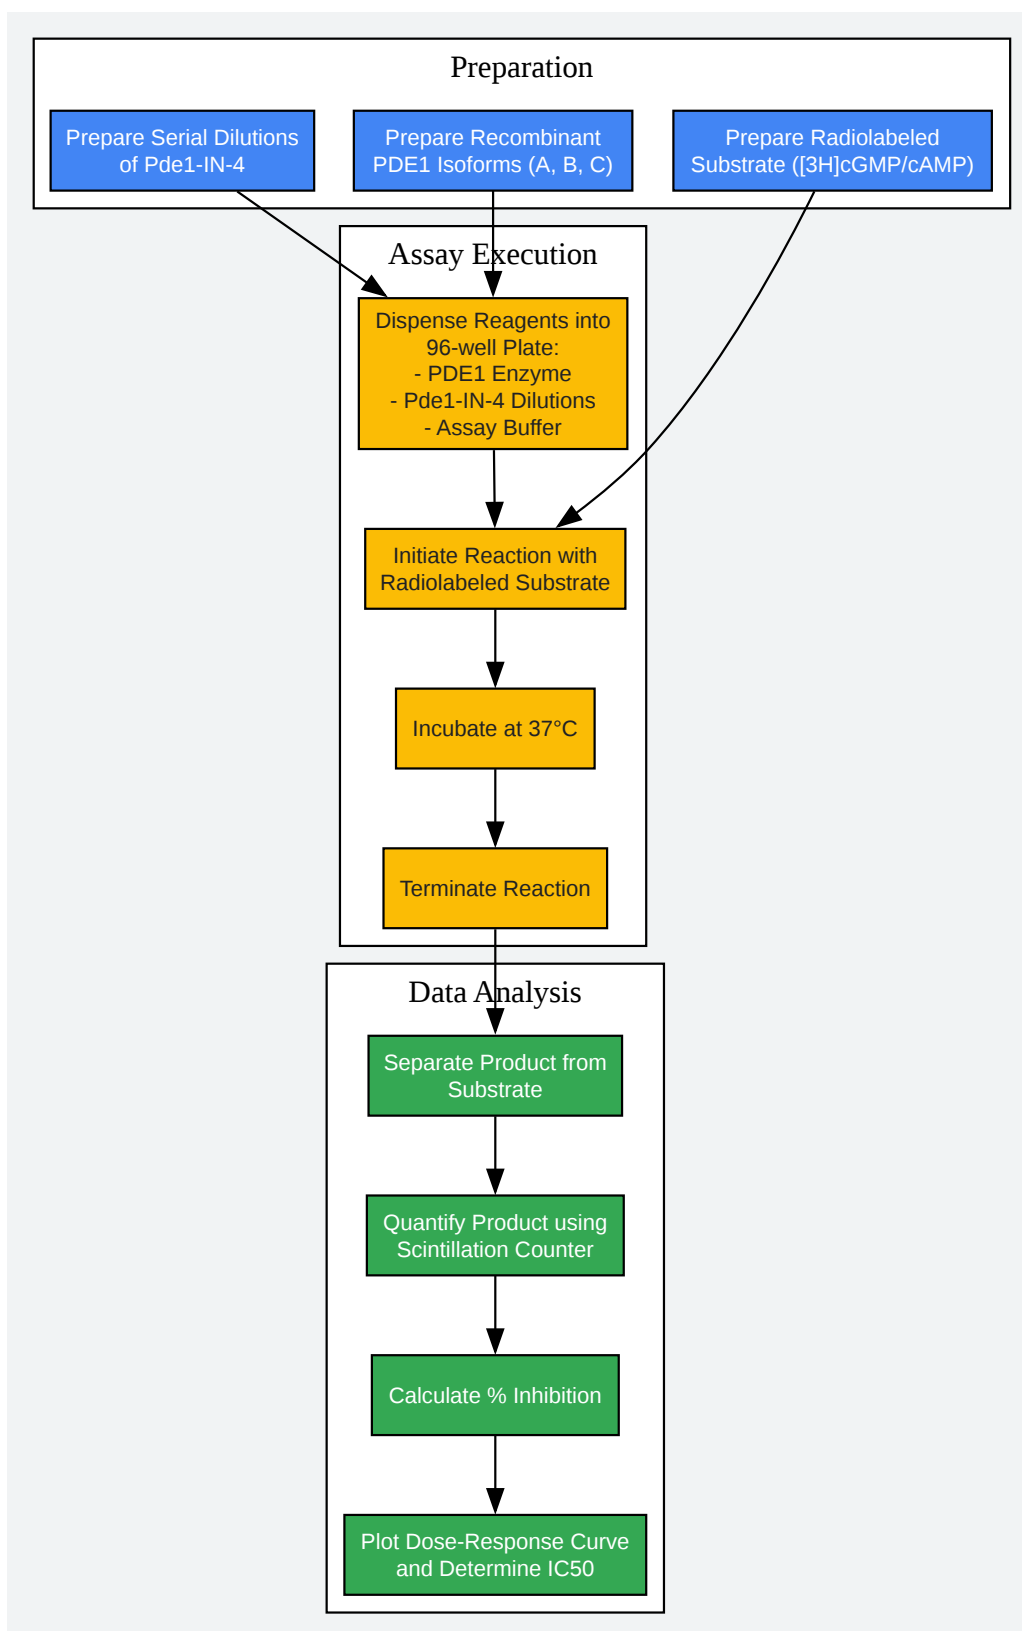 Preparation
Prepare Serial Dilutions
of Pde1-IN-4
Prepare Recombinant
PDE1 Isoforms (A, B, C)
Prepare Radiolabeled
Substrate ([3H]cGMP/cAMP)
Assay Execution
Dispense Reagents into
96-well Plate:
- PDE1 Enzyme
- Pde1-IN-4 Dilutions
- Assay Buffer
Initiate Reaction with
Radiolabeled Substrate
Incubate at 37°C
Terminate Reaction
Data Analysis
Separate Product from
Substrate
Quantify Product using
Scintillation Counter
Calculate % Inhibition
Plot Dose-Response Curve
and Determine IC50